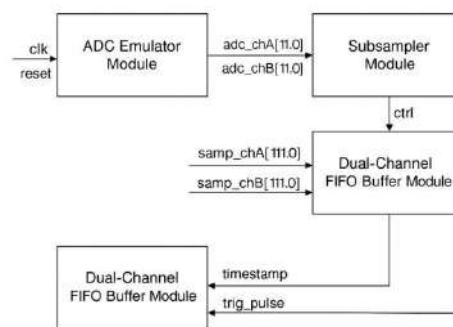 clk
reset
ADC Emulator
Module
adc_chA[11.0]
adc_chB[11.0]
Subsampler
Module
ctrl
samp_chA[111.0]
samp_chB[111.0]
Dual-Channel
FIFO Buffer Module
Dual-Channel
FIFO Buffer Module
timestamp
trig_pulse